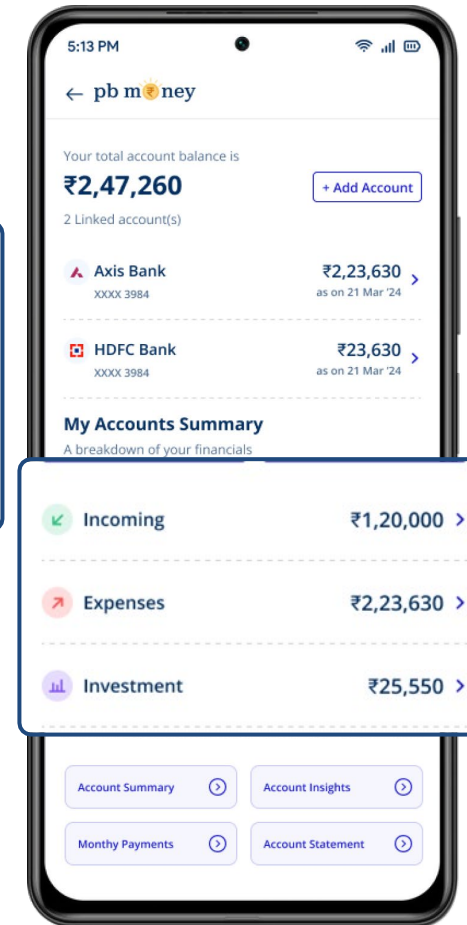 5:13 PM
← pb m₹ney
Your total account balance is
₹2,47,260
+ Add Account
2 Linked account(s)
Axis Bank ₹2,23,630
XXXX 3984 as on 21 Mar '24
HDFC Bank ₹23,630
XXXX 3984 as on 21 Mar '24
My Accounts Summary
A breakdown of your financials
Incoming ₹1,20,000
Expenses ₹2,23,630
Investment ₹25,550
Account Summary
Account Insights
Monthy Payments
Account Statement